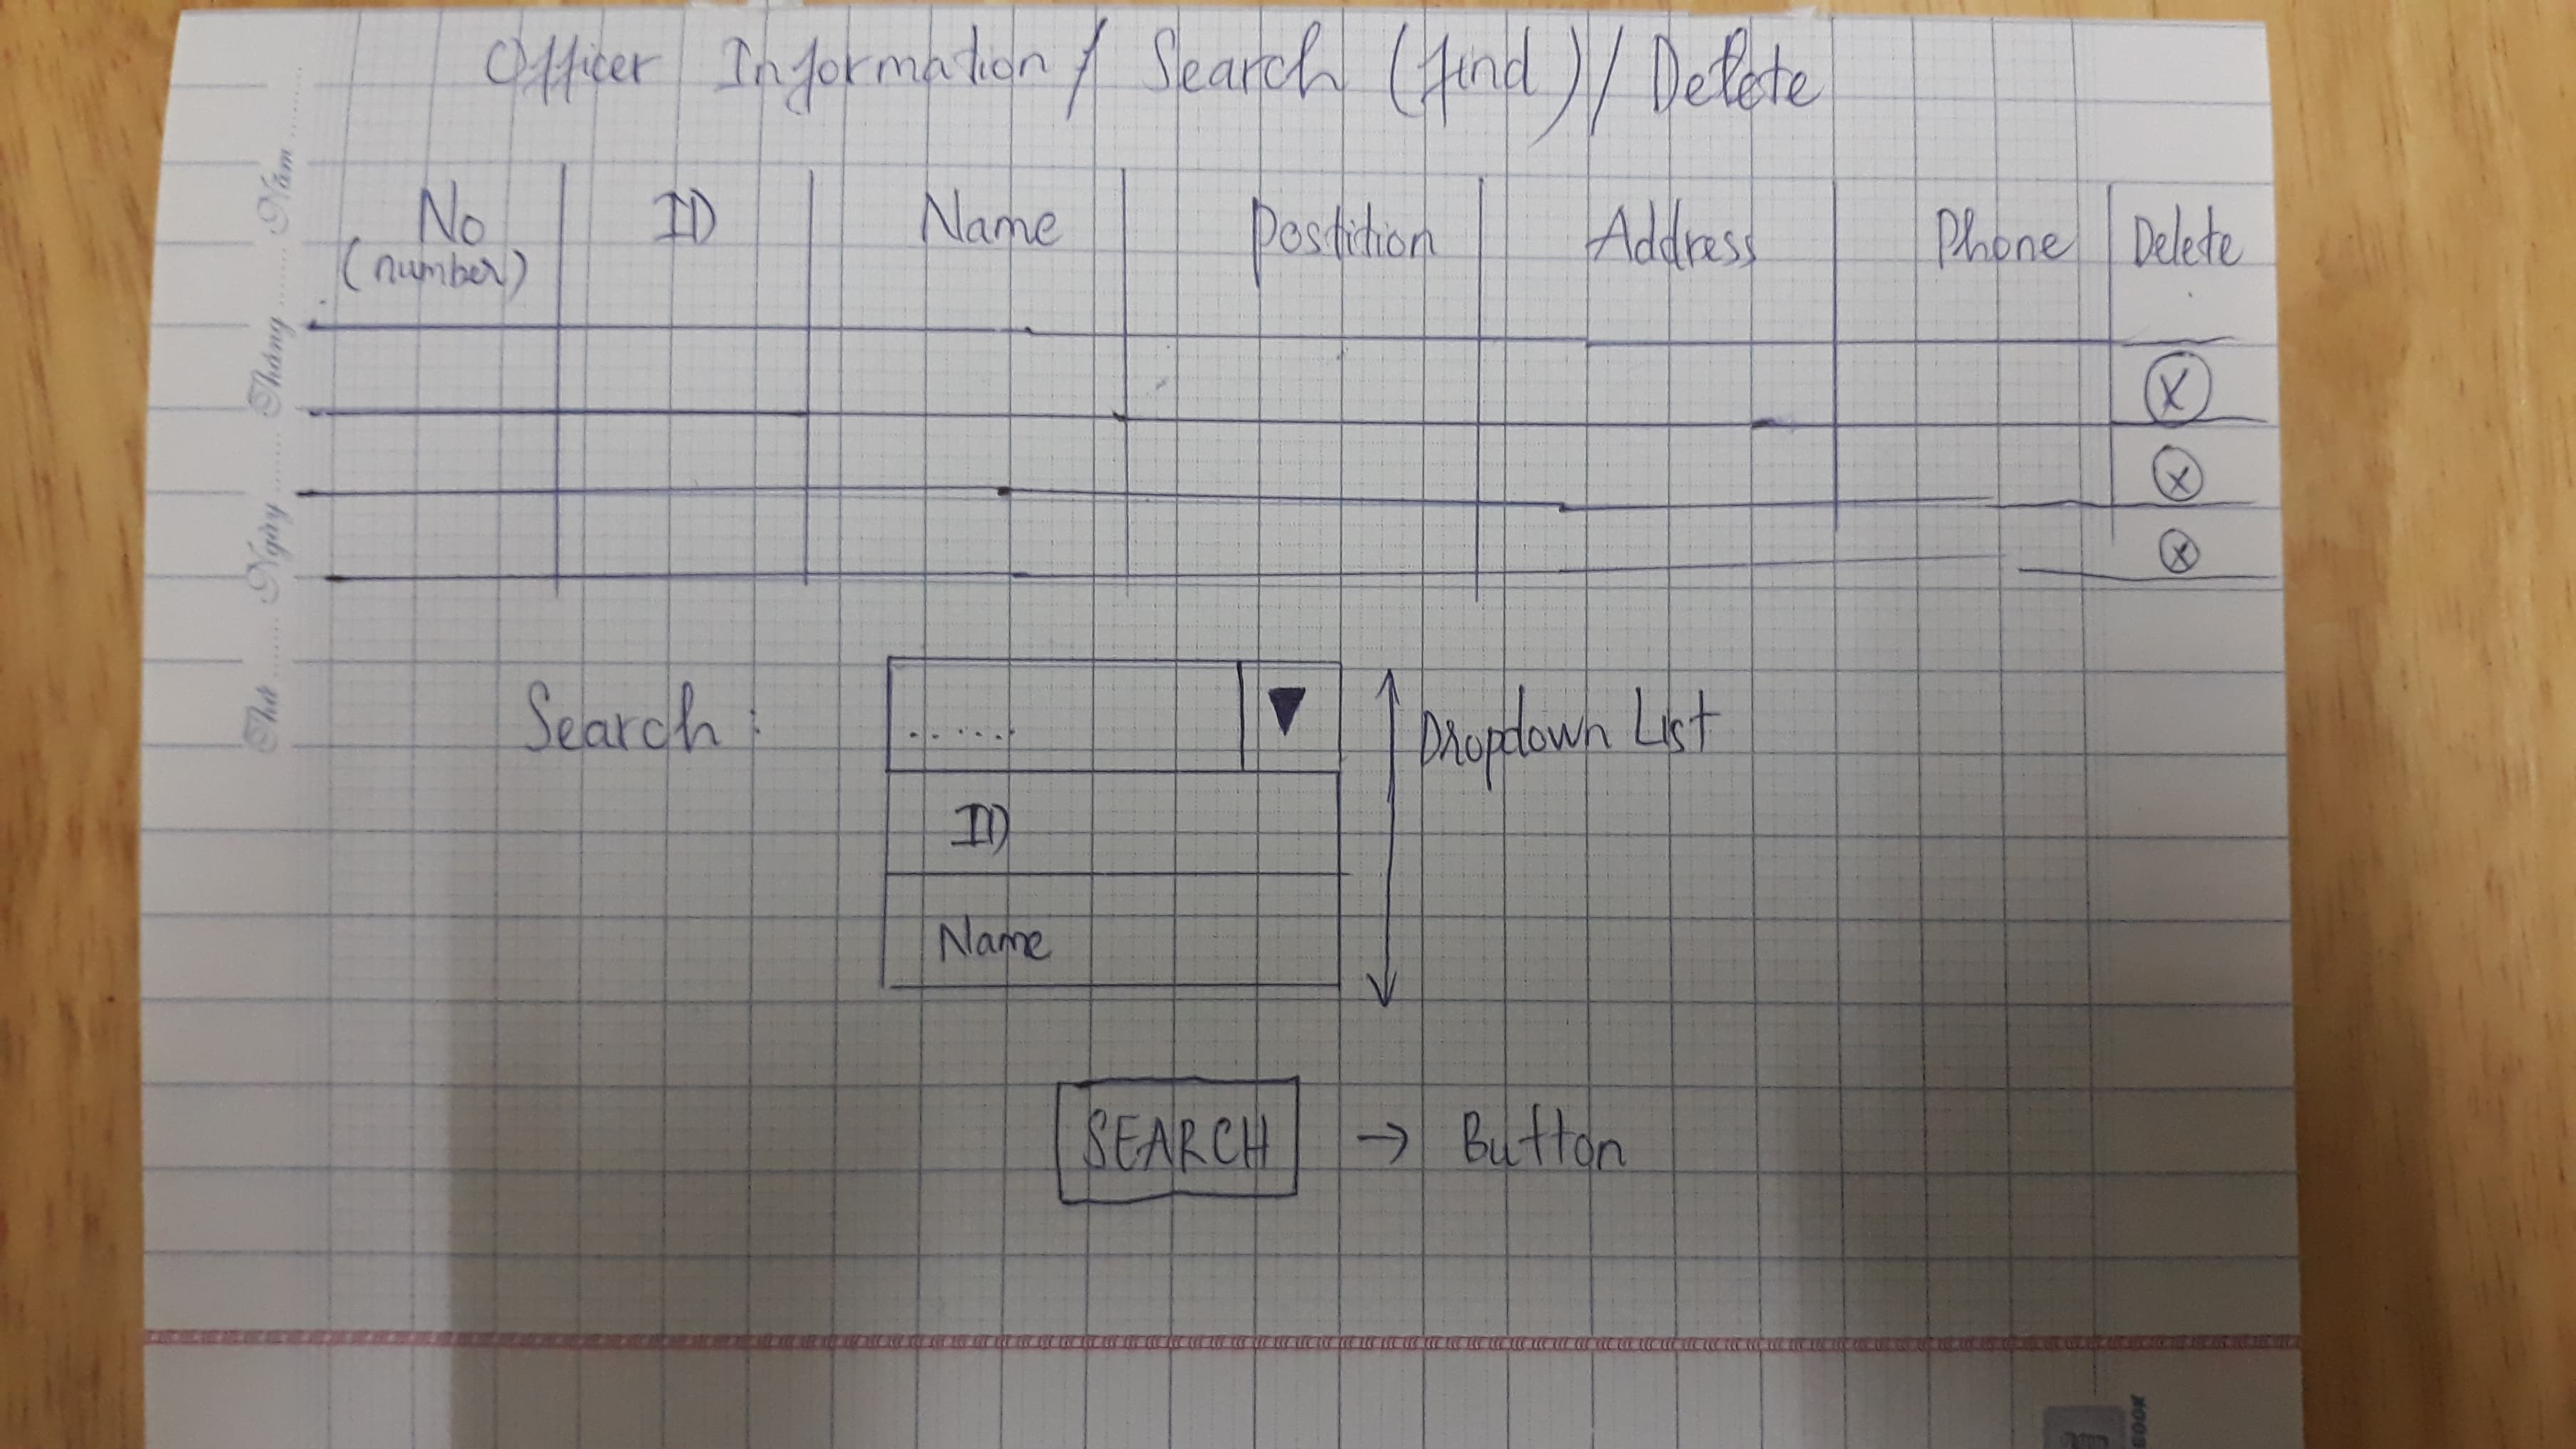 Officer Information / Search (find) / Delete
No ID Name Postition Address Phone Delete
(number)
X
X
X
Search : ...... ▼ Dropdown List
ID
Name
SEARCH → Button
Thứ ........ Ngày ........ Tháng ........ Năm ........
BOOK